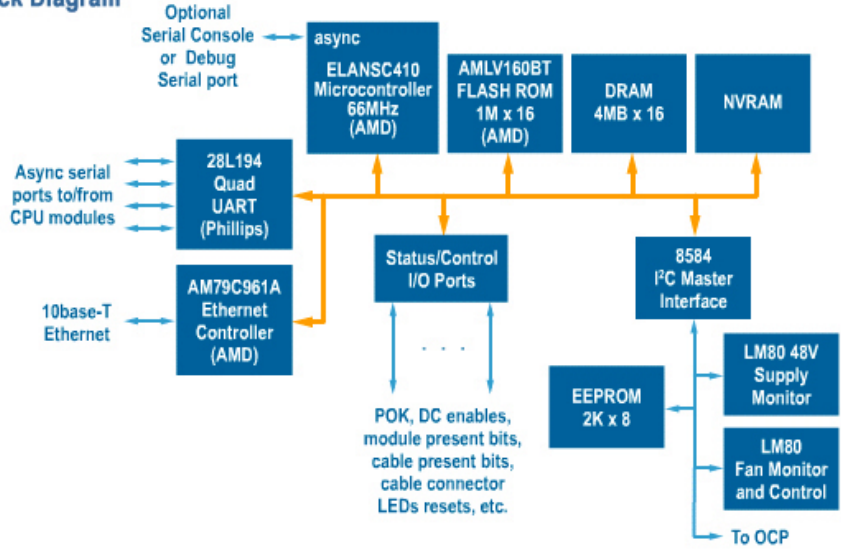 ck Diagram
Optional
Serial Console
or Debug
Serial port
async
ELANSC410
Microcontroller
66MHz
(AMD)
AMLV160BT
FLASH ROM
1M x 16
(AMD)
DRAM
4MB x 16
NVRAM
Async serial
ports to/from
CPU modules
28L194
Quad
UART
(Phillips)
Status/Control
I/O Ports
8584
I²C Master
Interface
10base-T
Ethernet
AM79C961A
Ethernet
Controller
(AMD)
. . .
LM80 48V
Supply
Monitor
EEPROM
2K x 8
POK, DC enables,
module present bits,
cable present bits,
cable connector
LEDs resets, etc.
LM80
Fan Monitor
and Control
To OCP